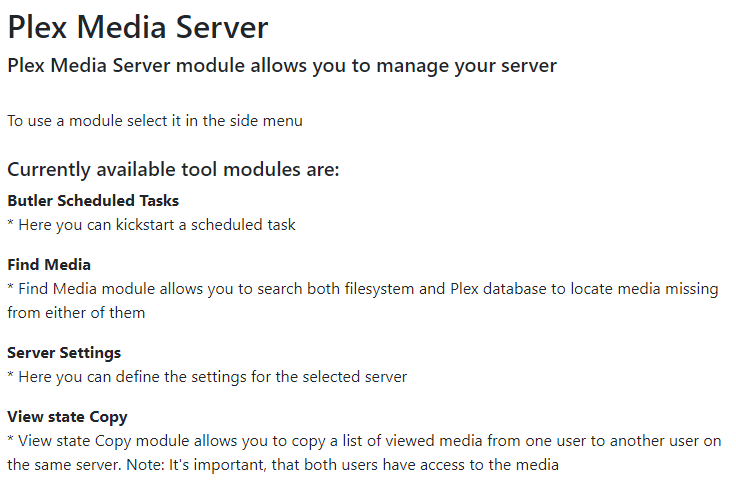 Plex Media Server
Plex Media Server module allows you to manage your server
To use a module select it in the side menu
Currently available tool modules are:
Butler Scheduled Tasks
* Here you can kickstart a scheduled task
Find Media
* Find Media module allows you to search both filesystem and Plex database to locate media missing
from either of them
Server Settings
* Here you can define the settings for the selected server
View state Copy
* View state Copy module allows you to copy a list of viewed media from one user to another user on
the same server. Note: It's important, that both users have access to the media